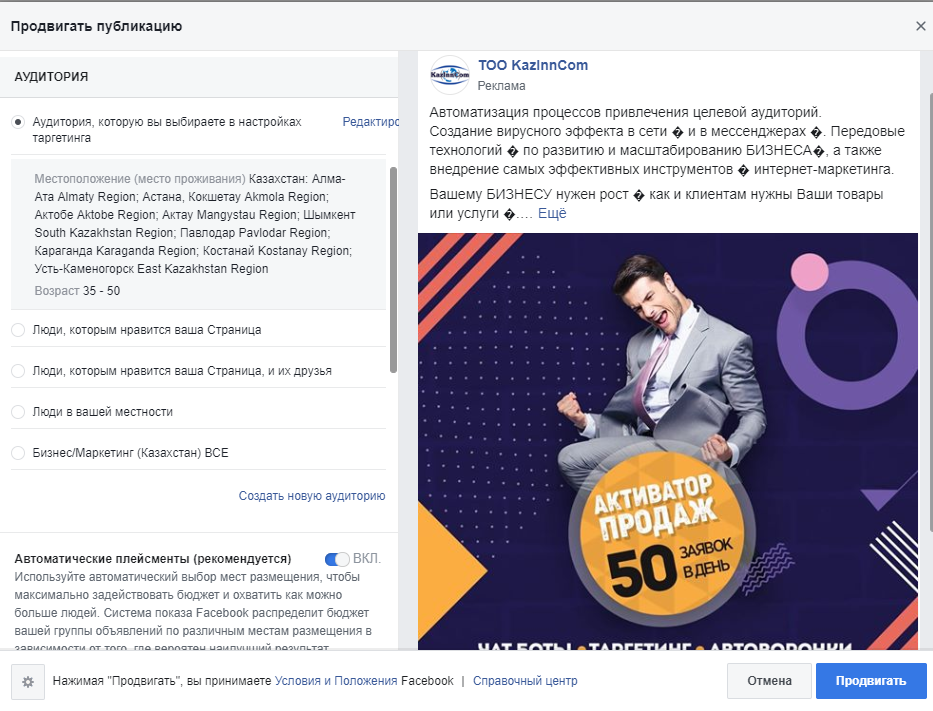 Продвигать публикацию
АУДИТОРИЯ
Аудитория, которую вы выбираете в настройках
таргетинга
Редактиро
Местоположение (место проживания) Казахстан: Алма-
Ата Almaty Region; Астана, Кокшетау Akmola Region;
Актобе Aktobe Region; Актау Mangystau Region; Шымкент
South Kazakhstan Region; Павлодар Pavlodar Region;
Караганда Karaganda Region; Костанай Kostanay Region;
Усть-Каменогорск East Kazakhstan Region
Возраст 35 - 50
Люди, которым нравится ваша Страница
Люди, которым нравится ваша Страница, и их друзья
Люди в вашей местности
Бизнес/Маркетинг (Казахстан) ВСЕ
Создать новую аудиторию
Автоматические плейсменты (рекомендуется) ВКЛ.
Используйте автоматический выбор мест размещения, чтобы
максимально задействовать бюджет и охватить как можно
больше людей. Система показа Facebook распределит бюджет
вашей группы объявлений по различным местам размещения в
зависимости от того, где вероятен наилучший результат.
KazInnCom
ТОО KazInnCom
Реклама
Автоматизация процессов привлечения целевой аудиторий.
Создание вирусного эффекта в сети � и в мессенджерах �. Передовые
технологий � по развитию и масштабированию БИЗНЕСА�, а также
внедрение самых эффективных инструментов � интернет-маркетинга.
Вашему БИЗНЕСУ нужен рост � как и клиентам нужны Ваши товары
или услуги �.... Ещё
АКТИВАТОР
ПРОДАЖ
50 ЗАЯВОК
В ДЕНЬ
ЧАТ БОТЫ • ТАРГЕТИНГ • АВТОВОРОНКИ
Нажимая "Продвигать", вы принимаете Условия и Положения Facebook | Справочный центр
Отмена
Продвигать